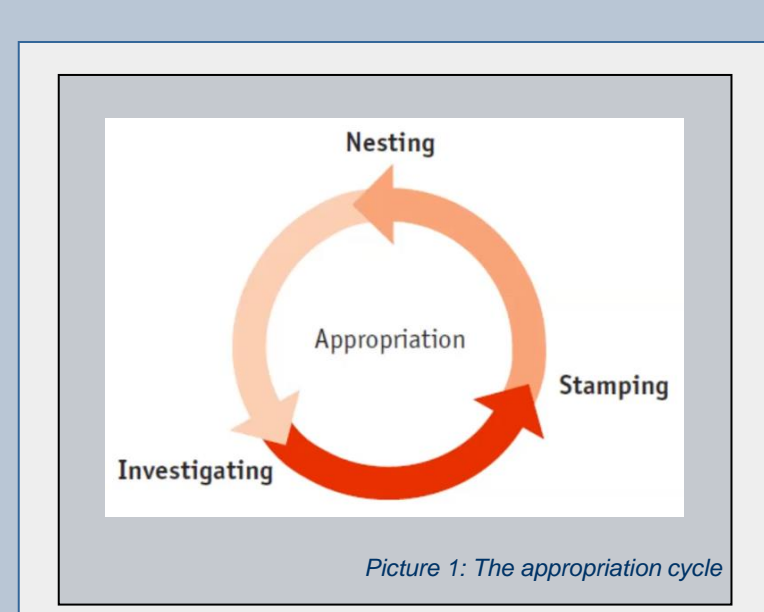 Nesting
Appropriation
Stamping
Investigating
Picture 1: The appropriation cycle